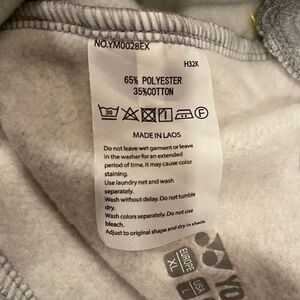 NO.YM0028EX
H32K
65% POLYESTER
35%COTTON
30
F
MADE IN LAOS
Do not leave wet garment or leave
in the washer for an extended
period of time. It may cause color
staining.
Use laundry net and wash
separately.
Wash without delay. Do not tumble
dry.
Wash colors separately. Do not use
bleach.
Adjust to original shape and dry in shade.
YO
EUROPE
XL
USA
L